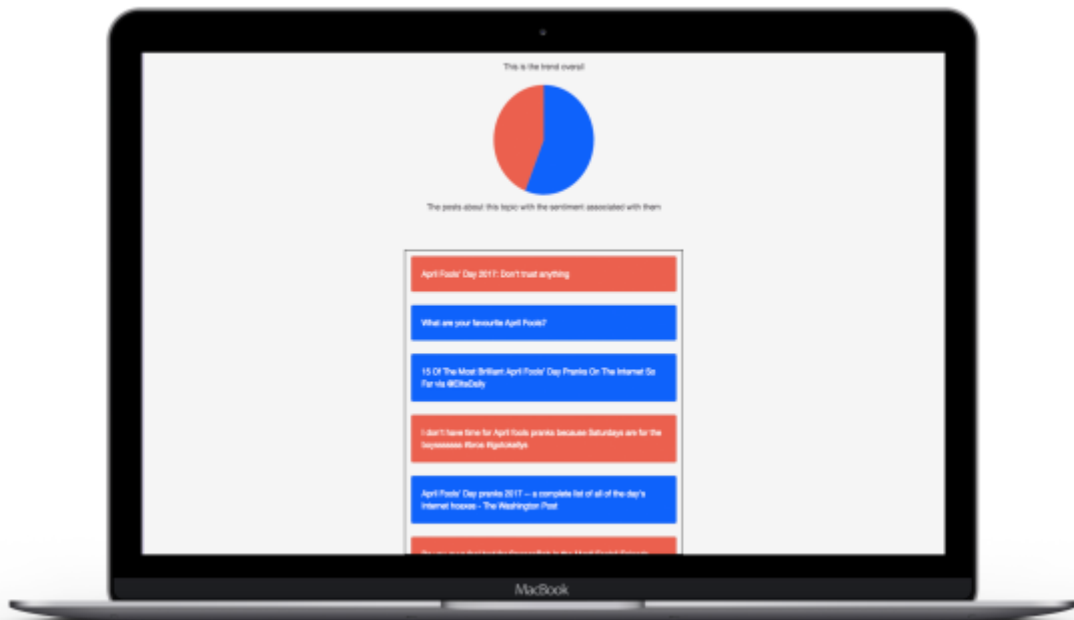 This is the trend overall
The posts about this topic with the sentiment associated with them
April Fools' Day 2017: Don't trust anything
What are your favourite April Fools?
15 Of The Most Brilliant April Fools' Day Pranks On The Internet So
Far via @EliteDaily
I don't have time for April fools pranks because Saturdays are for the
April Fools' Day pranks 2017 — a complete list of all of the day's
internet hoaxes - The Washington Post
MacBook